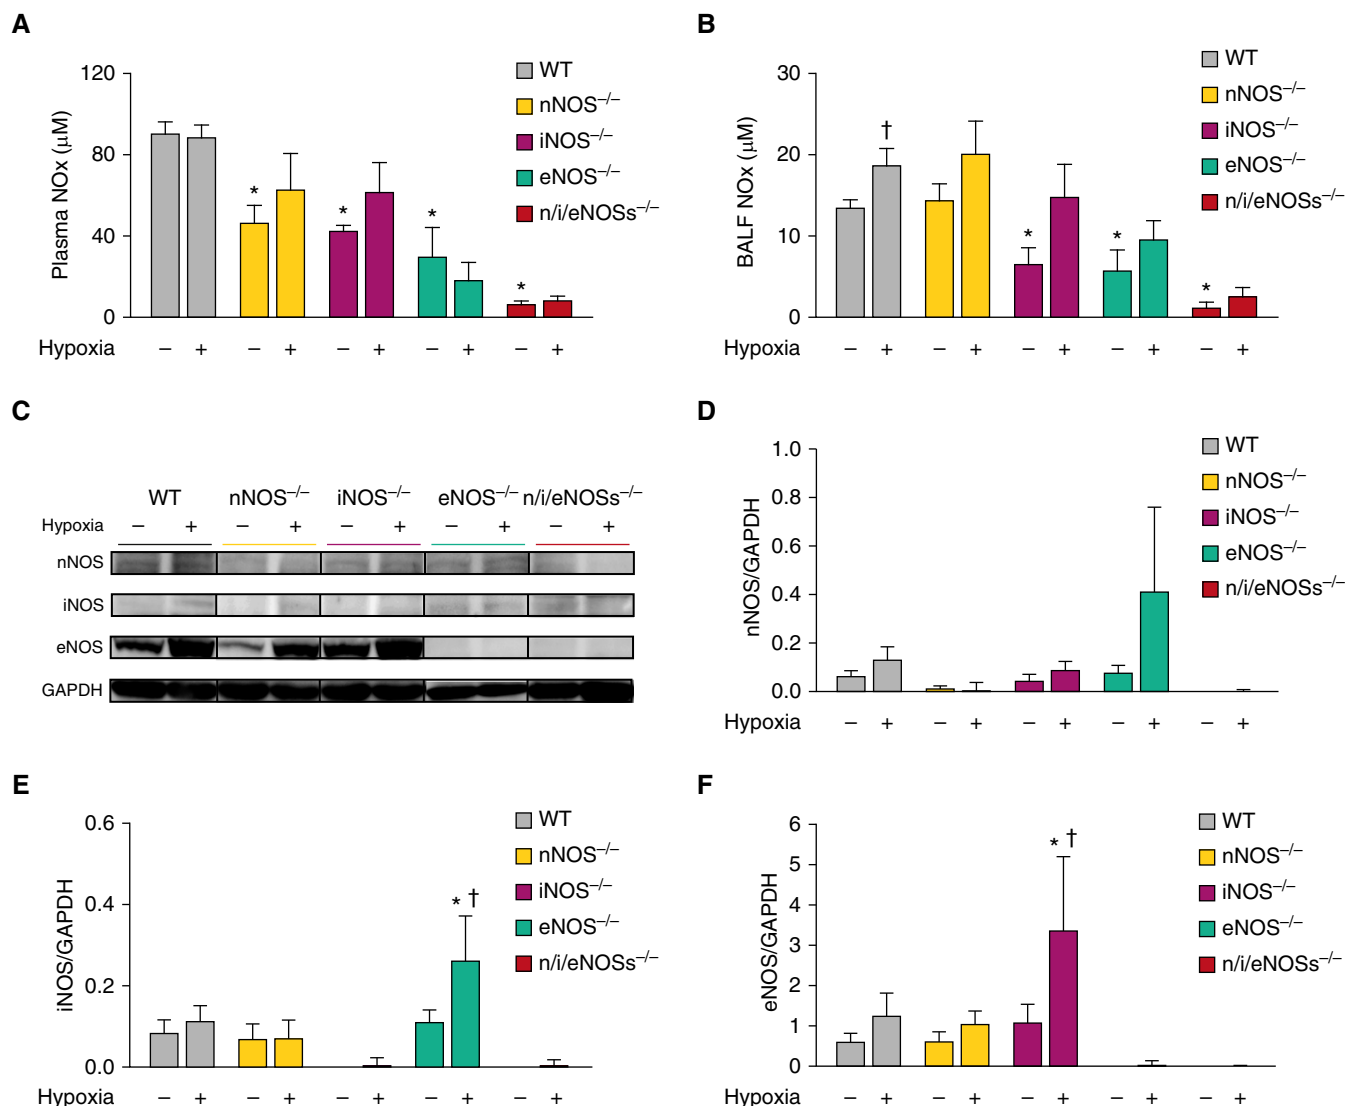 A
120
80
40
0
Plasma NOx (μM)
* * * *
WT
nNOS–/–
iNOS–/–
eNOS–/–
n/i/eNOSs–/–
Hypoxia – + – + – + – + – +
B
30
20
10
0
BALF NOx (μM)
† * * *
WT
nNOS–/–
iNOS–/–
eNOS–/–
n/i/eNOSs–/–
Hypoxia – + – + – + – + – +
C
WT nNOS–/– iNOS–/– eNOS–/– n/i/eNOSs–/–
Hypoxia – + – + – + – + – +
nNOS
iNOS
eNOS
GAPDH
D
1.0
0.8
0.6
0.4
0.2
0.0
nNOS/GAPDH
WT
nNOS–/–
iNOS–/–
eNOS–/–
n/i/eNOSs–/–
Hypoxia – + – + – + – + – +
E
0.6
0.4
0.2
0.0
iNOS/GAPDH
* †
WT
nNOS–/–
iNOS–/–
eNOS–/–
n/i/eNOSs–/–
Hypoxia – + – + – + – + – +
F
6
5
4
3
2
1
0
eNOS/GAPDH
* †
WT
nNOS–/–
iNOS–/–
eNOS–/–
n/i/eNOSs–/–
Hypoxia – + – + – + – + – +